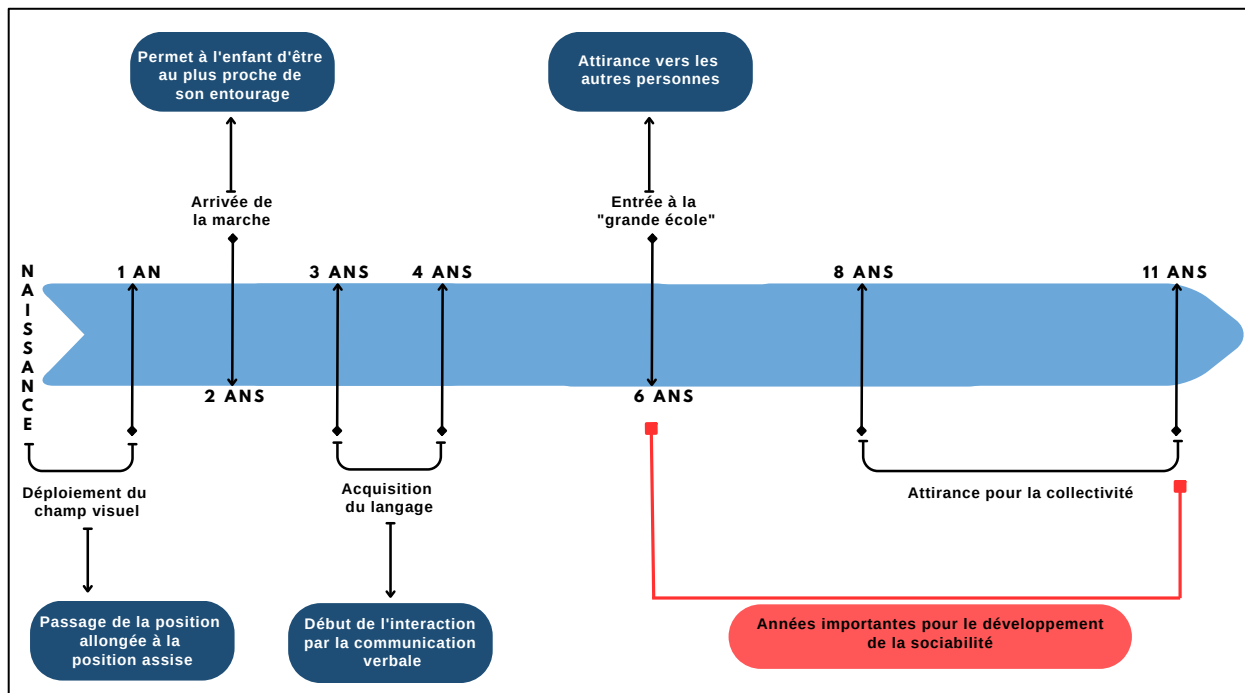 Permet à l'enfant d'être
au plus proche de
son entourage
Attirance vers les
autres personnes
Arrivée de
la marche
Entrée à la
"grande école"
NAISSANCE
1 AN
3 ANS
4 ANS
8 ANS
11 ANS
2 ANS
6 ANS
Déploiement du
champ visuel
Acquisition
du langage
Attirance pour la collectivité
Passage de la position
allongée à la
position assise
Début de l'interaction
par la communication
verbale
Années importantes pour le développement
de la sociabilité